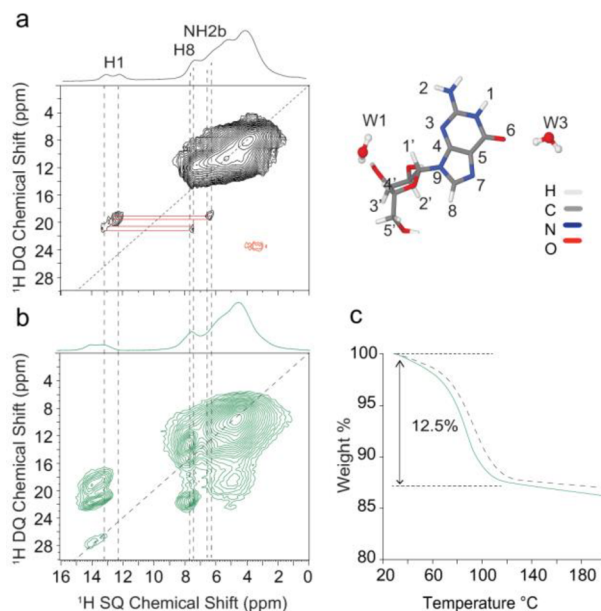 a
H1
H8
NH2b
¹H DQ Chemical Shift (ppm)
0
4
8
12
16
20
24
28
2
1
3
4
5
6
7
8
9
1'
2'
3'
4'
5'
W1
W3
H
C
N
O
b
¹H DQ Chemical Shift (ppm)
4
8
12
16
20
24
30
16 14 12 10 8 6 4 2 0
¹H SQ Chemical Shift (ppm)
c
Weight %
100
95
90
85
80
12.5%
20 60 100 140 180
Temperature °C